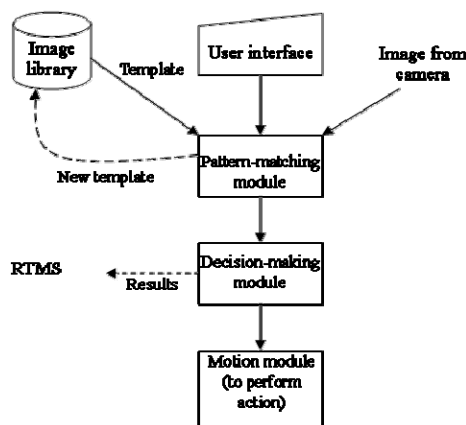 Image
library
Template
User interface
Image from
camera
New template
Pattern-matching
module
RTMS
Results
Decision-making
module
Motion module
(to perform
action)